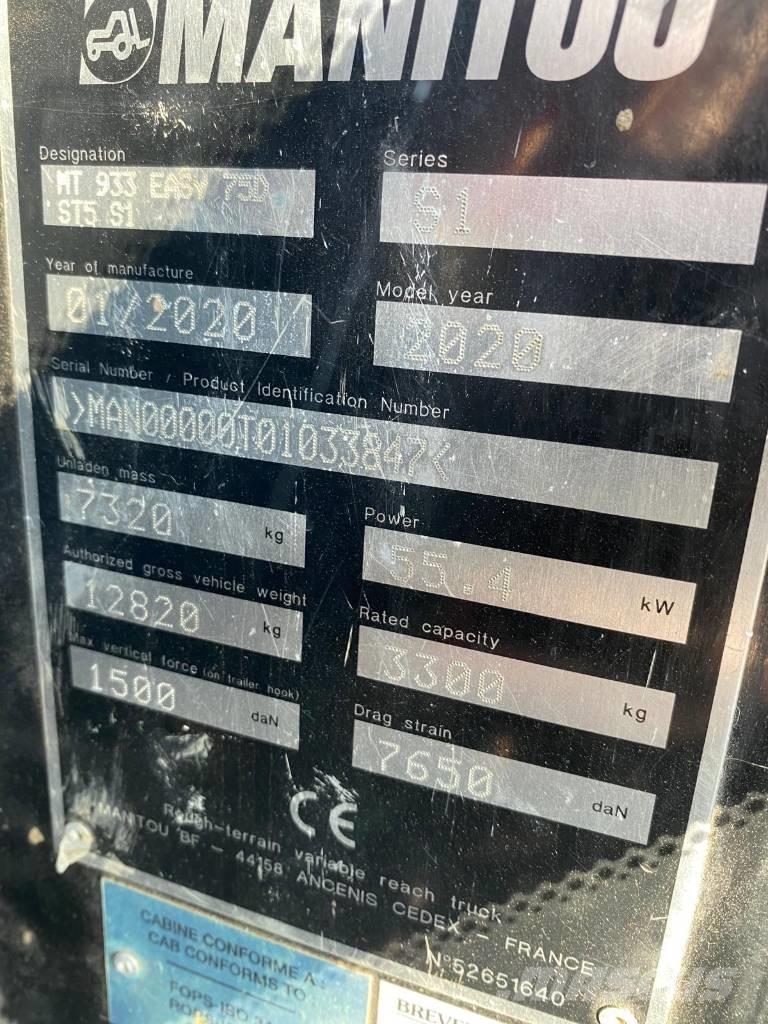 MANITOU
Designation
MT 933 EASY 75D
ST5 S1
Series
S1
Year of manufacture
01/2020
Model year
2020
Serial Number / Product Identification Number
>MAN00000T01033847<
Unladen mass
7320 kg
Power
55.4 kW
Authorized gross vehicle weight
12820 kg
Rated capacity
3300 kg
Max vertical force (on trailer hook)
1500 daN
Drag strain
7650 daN
CE
Rough-terrain variable reach truck
MANITOU BF - 44158 ANCENIS CEDEX - FRANCE
N°52651640
CABINE CONFORME A :
CAB CONFORMS TO
FOPS-ISO